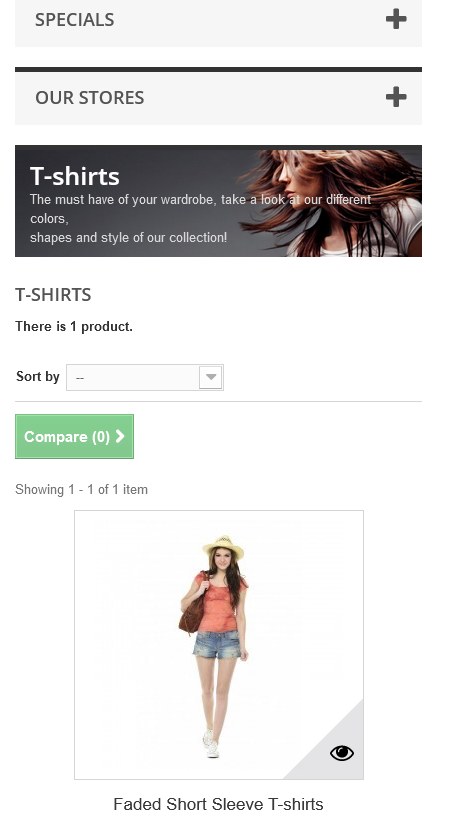 SPECIALS
OUR STORES
T-shirts
The must have of your wardrobe, take a look at our different
colors,
shapes and style of our collection!
T-SHIRTS
There is 1 product.
Sort by --
Compare (0)
Showing 1 - 1 of 1 item
Faded Short Sleeve T-shirts